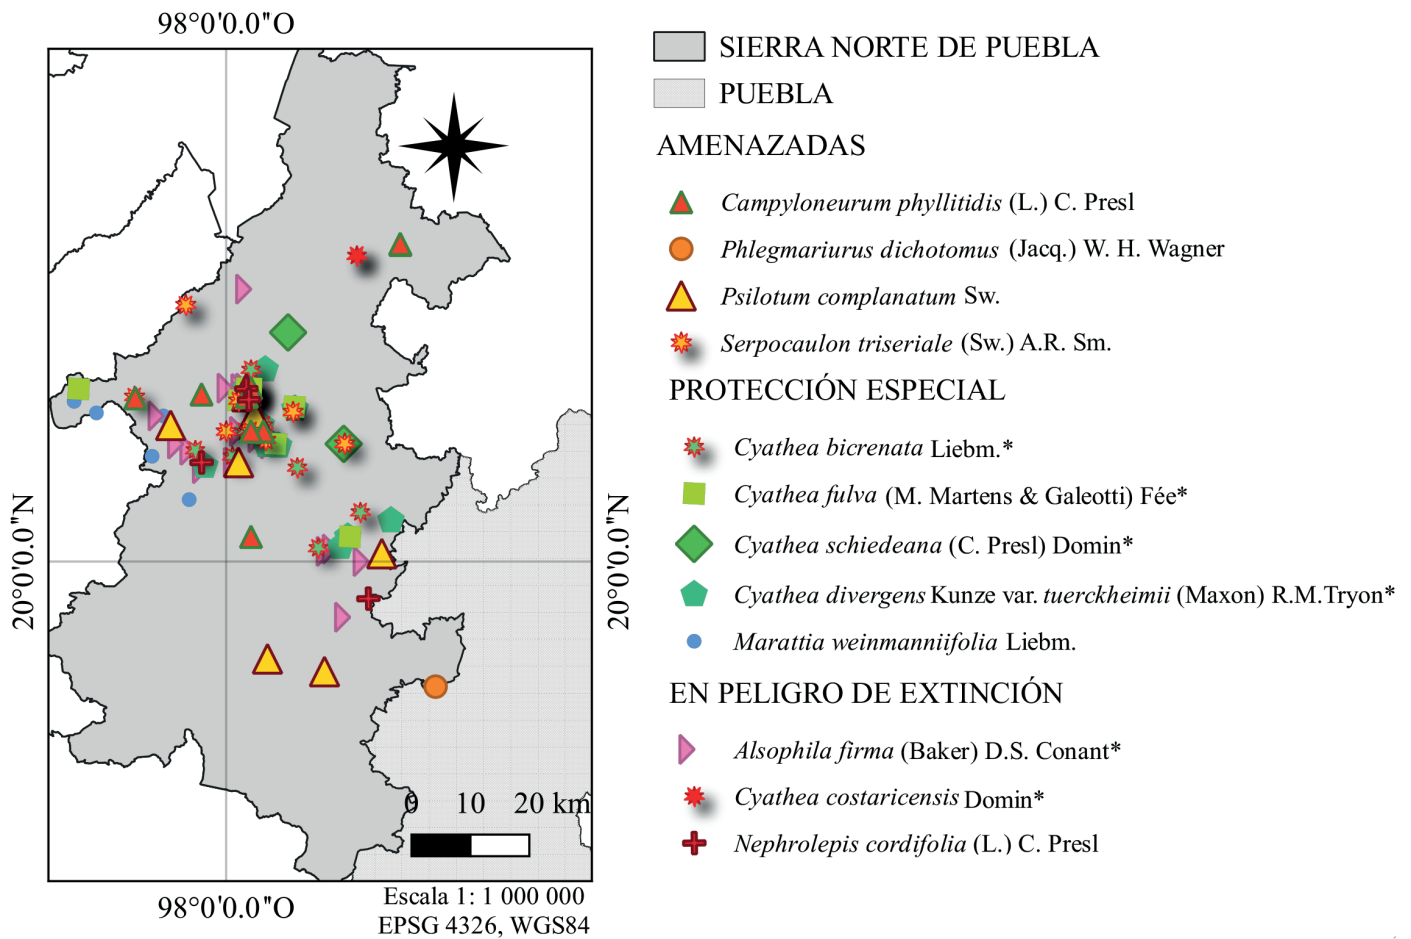 98°0'0.0"O
20°0'0.0"N
20°0'0.0"N
0 10 20 km
98°0'0.0"O
Escala 1: 1 000 000
EPSG 4326, WGS84
SIERRA NORTE DE PUEBLA
PUEBLA
AMENAZADAS
Campyloneurum phyllitidis (L.) C. Presl
Phlegmariurus dichotomus (Jacq.) W. H. Wagner
Psilotum complanatum Sw.
Serpocaulon triseriale (Sw.) A.R. Sm.
PROTECCIÓN ESPECIAL
Cyathea bicrenata Liebm.*
Cyathea fulva (M. Martens & Galeotti) Fée*
Cyathea schiedeana (C. Presl) Domin*
Cyathea divergens Kunze var. tuerckheimii (Maxon) R.M.Tryon*
Marattia weinmanniifolia Liebm.
EN PELIGRO DE EXTINCIÓN
Alsophila firma (Baker) D.S. Conant*
Cyathea costaricensis Domin*
Nephrolepis cordifolia (L.) C. Presl